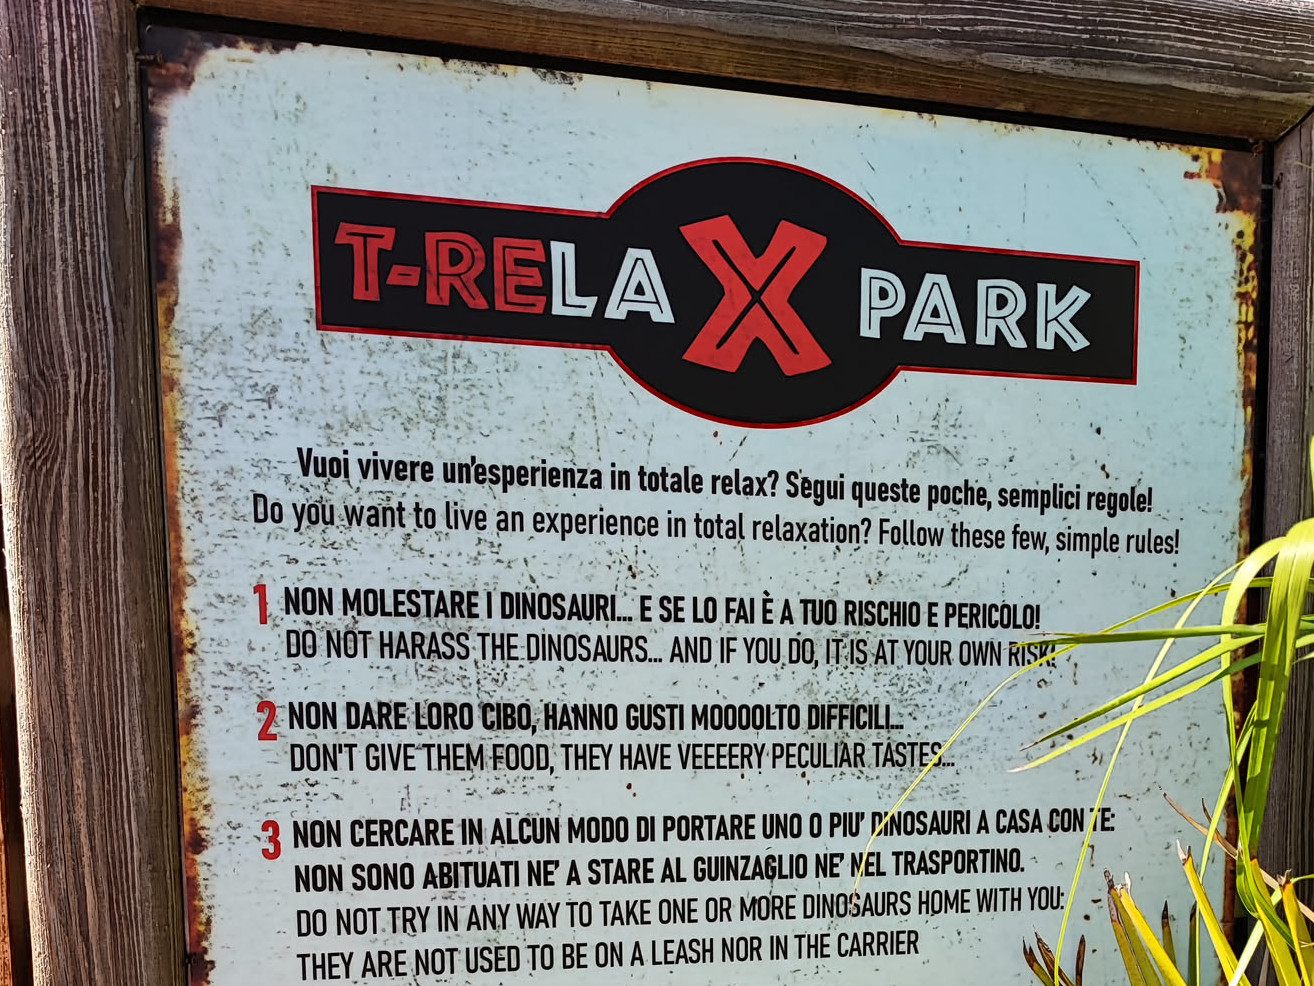 T-RELAX PARK
Vuoi vivere un'esperienza in totale relax? Segui queste poche, semplici regole!
Do you want to live an experience in total relaxation? Follow these few, simple rules!
1 NON MOLESTARE I DINOSAURI... E SE LO FAI È A TUO RISCHIO E PERICOLO!
DO NOT HARASS THE DINOSAURS... AND IF YOU DO, IT IS AT YOUR OWN RISK!
2 NON DARE LORO CIBO, HANNO GUSTI MOOOOLTO DIFFICILI...
DON'T GIVE THEM FOOD, THEY HAVE VEEEERY PECULIAR TASTES...
3 NON CERCARE IN ALCUN MODO DI PORTARE UNO O PIU' DINOSAURI A CASA CON TE:
NON SONO ABITUATI NE' A STARE AL GUINZAGLIO NE' NEL TRASPORTINO.
DO NOT TRY IN ANY WAY TO TAKE ONE OR MORE DINOSAURS HOME WITH YOU:
THEY ARE NOT USED TO BE ON A LEASH NOR IN THE CARRIER